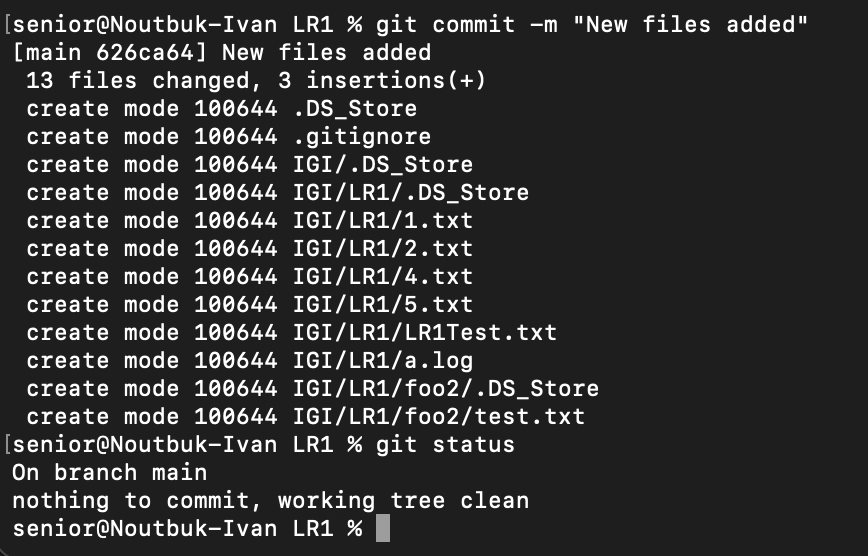 [senior@Noutbuk-Ivan LR1 % git commit -m "New files added"
[main 626ca64] New files added
 13 files changed, 3 insertions(+)
 create mode 100644 .DS_Store
 create mode 100644 .gitignore
 create mode 100644 IGI/.DS_Store
 create mode 100644 IGI/LR1/.DS_Store
 create mode 100644 IGI/LR1/1.txt
 create mode 100644 IGI/LR1/2.txt
 create mode 100644 IGI/LR1/4.txt
 create mode 100644 IGI/LR1/5.txt
 create mode 100644 IGI/LR1/LR1Test.txt
 create mode 100644 IGI/LR1/a.log
 create mode 100644 IGI/LR1/foo2/.DS_Store
 create mode 100644 IGI/LR1/foo2/test.txt
[senior@Noutbuk-Ivan LR1 % git status
On branch main
nothing to commit, working tree clean
senior@Noutbuk-Ivan LR1 %